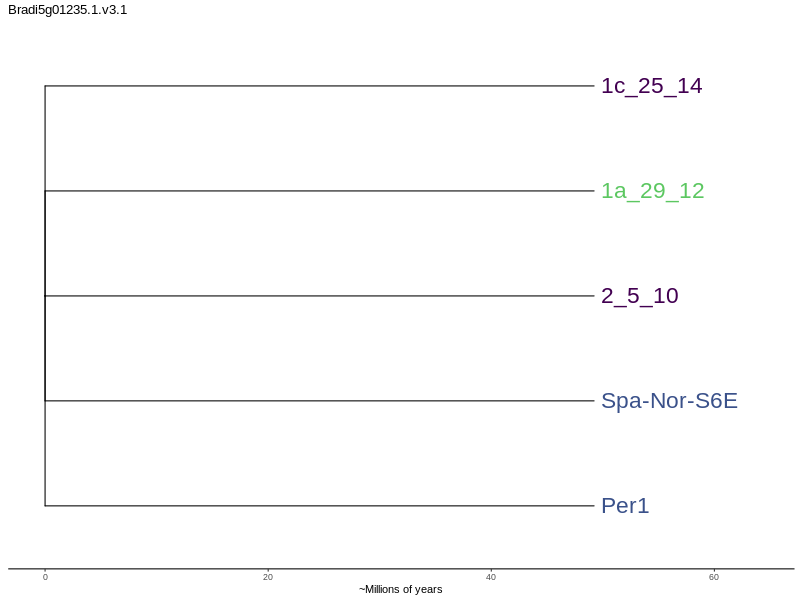 Bradi5g01235.1.v3.1
1c_25_14
1a_29_12
2_5_10
Spa-Nor-S6E
Per1
0 20 40 60
~Millions of years